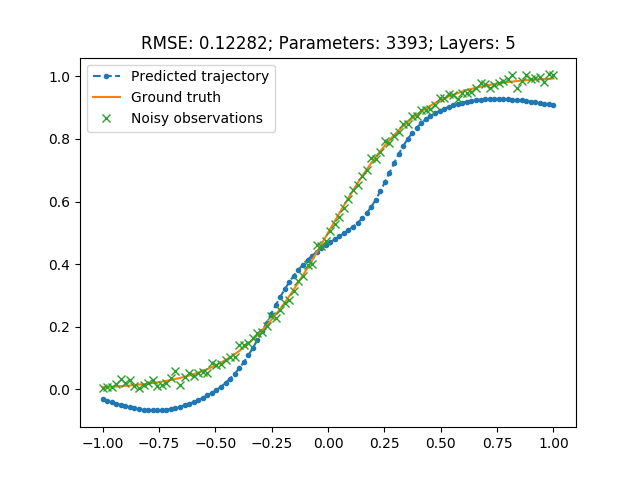 RMSE: 0.12282; Parameters: 3393; Layers: 5
Predicted trajectory
Ground truth
Noisy observations
1.0
0.8
0.6
0.4
0.2
0.0
−1.00 −0.75 −0.50 −0.25 0.00 0.25 0.50 0.75 1.00